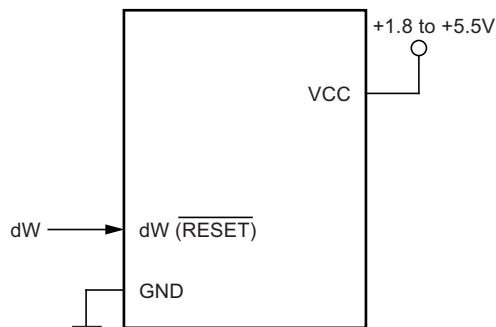 +1.8 to +5.5V
VCC
dW
dW (RESET)
GND